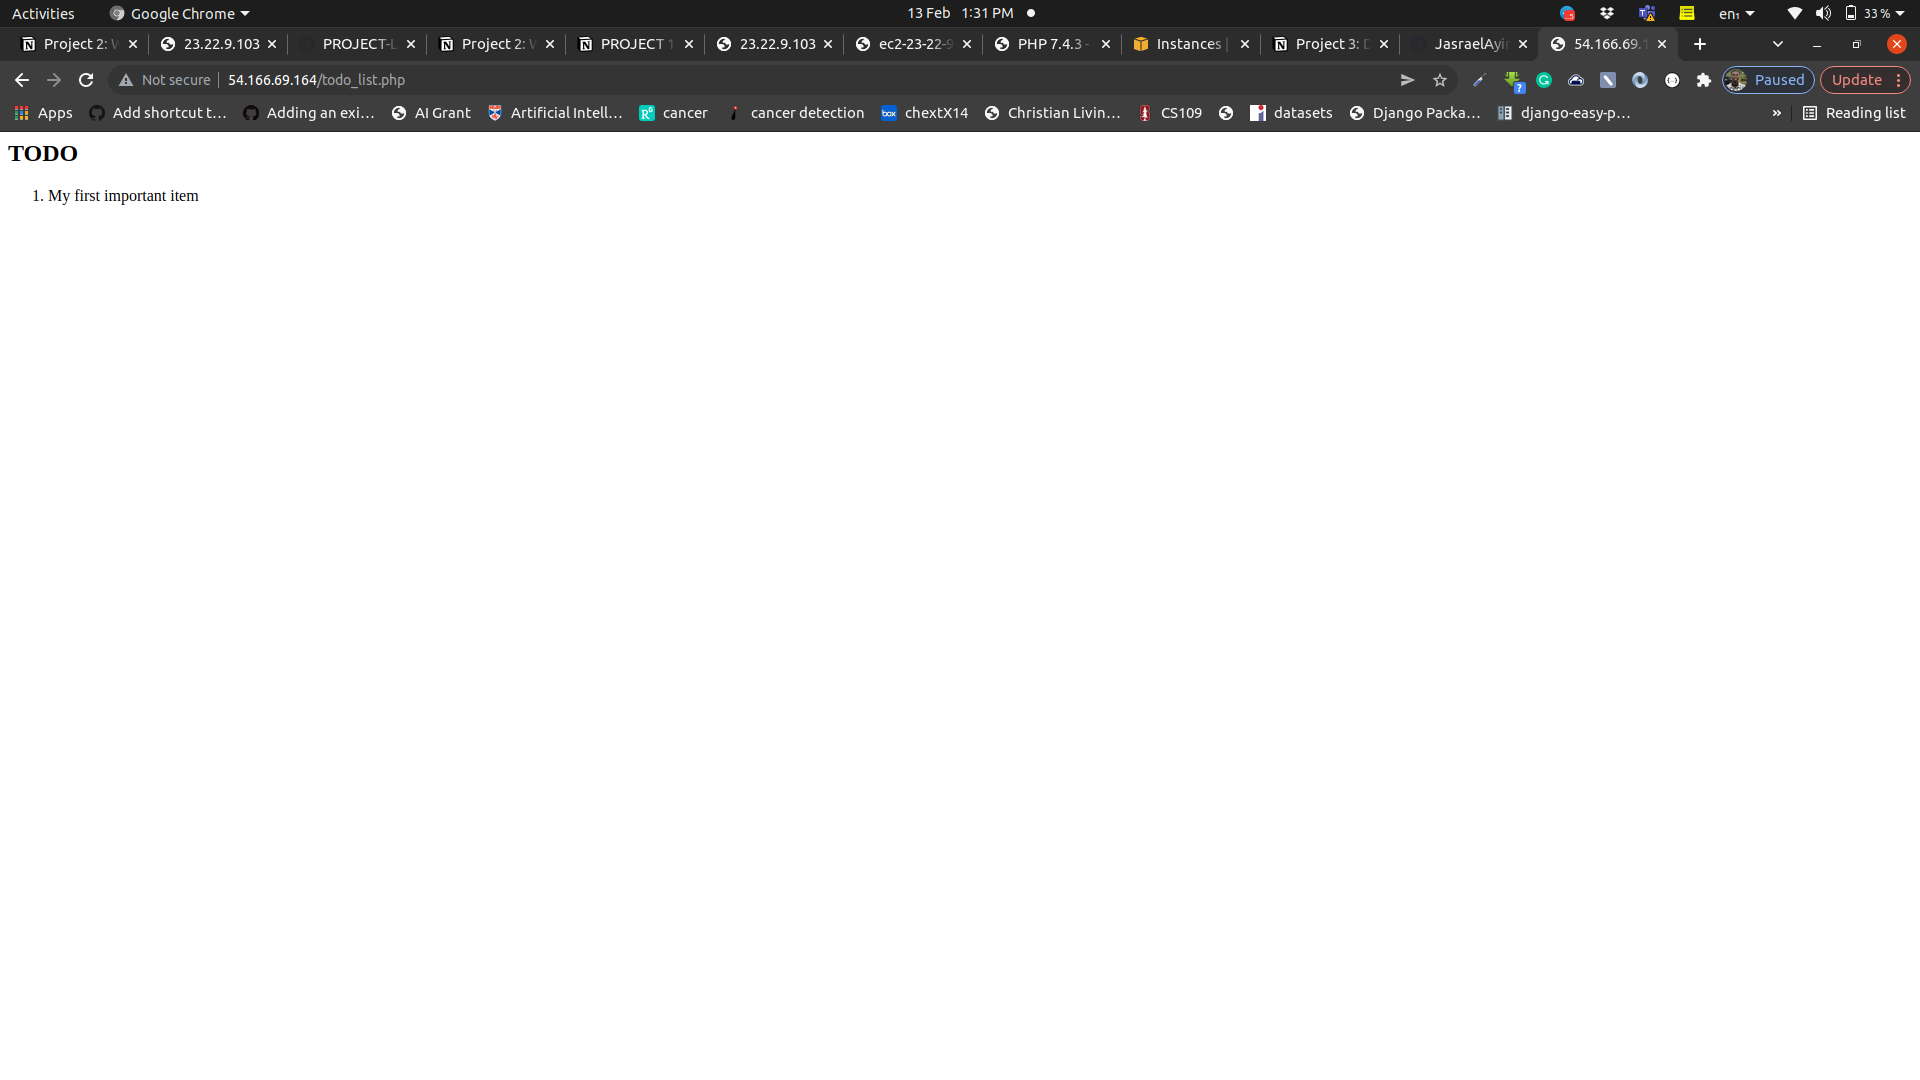 Activities Google Chrome 13 Feb 1:31 PM en₁ 33 %
Project 2: W 23.22.9.103 PROJECT-L Project 2: W PROJECT 1 23.22.9.103 ec2-23-22-9 PHP 7.4.3 - Instances | Project 3: D JasraelAyin 54.166.69.1
Not secure 54.166.69.164/todo_list.php Paused Update
Apps Add shortcut t... Adding an exi... AI Grant Artificial Intell... cancer cancer detection chextX14 Christian Livin... CS109 datasets Django Packa... django-easy-p... » Reading list
TODO
1. My first important item